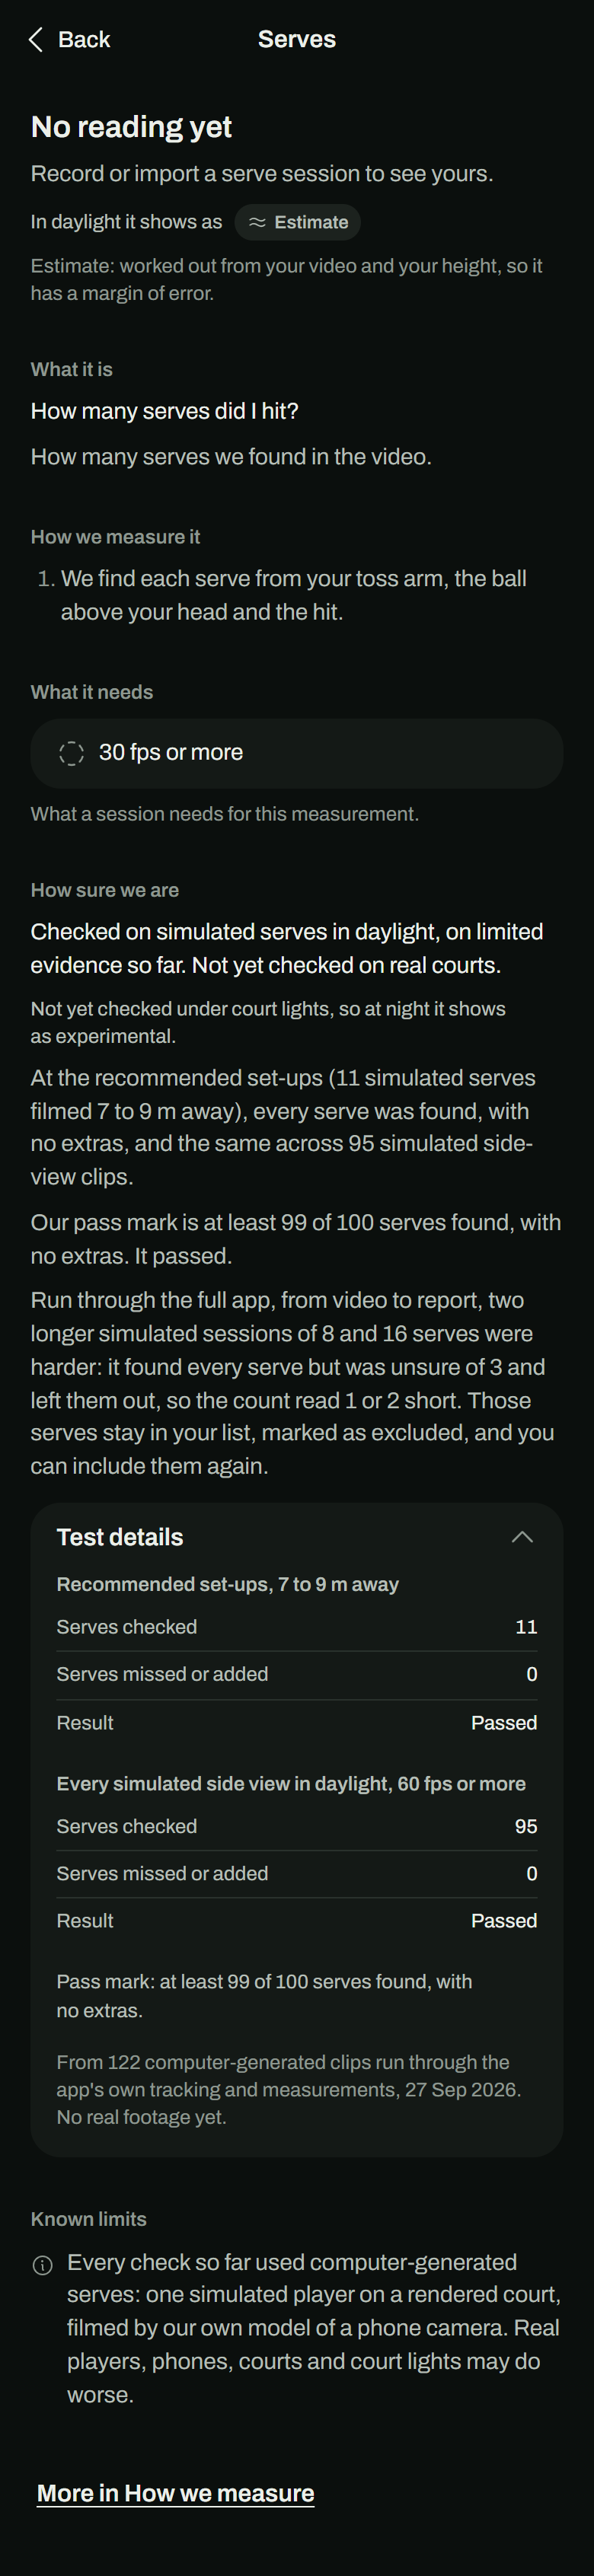 Back
Serves
No reading yet
Record or import a serve session to see yours.
In daylight it shows as ≈ Estimate
Estimate: worked out from your video and your height, so it
has a margin of error.
What it is
How many serves did I hit?
How many serves we found in the video.
How we measure it
1. We find each serve from your toss arm, the ball
above your head and the hit.
What it needs
30 fps or more
What a session needs for this measurement.
How sure we are
Checked on simulated serves in daylight, on limited
evidence so far. Not yet checked on real courts.
Not yet checked under court lights, so at night it shows
as experimental.
At the recommended set-ups (11 simulated serves
filmed 7 to 9 m away), every serve was found, with
no extras, and the same across 95 simulated side-
view clips.
Our pass mark is at least 99 of 100 serves found, with
no extras. It passed.
Run through the full app, from video to report, two
longer simulated sessions of 8 and 16 serves were
harder: it found every serve but was unsure of 3 and
left them out, so the count read 1 or 2 short. Those
serves stay in your list, marked as excluded, and you
can include them again.
Test details
Recommended set-ups, 7 to 9 m away
Serves checked 11
Serves missed or added 0
Result Passed
Every simulated side view in daylight, 60 fps or more
Serves checked 95
Serves missed or added 0
Result Passed
Pass mark: at least 99 of 100 serves found, with
no extras.
From 122 computer-generated clips run through the
app's own tracking and measurements, 27 Sep 2026.
No real footage yet.
Known limits
Every check so far used computer-generated
serves: one simulated player on a rendered court,
filmed by our own model of a phone camera. Real
players, phones, courts and court lights may do
worse.
More in How we measure